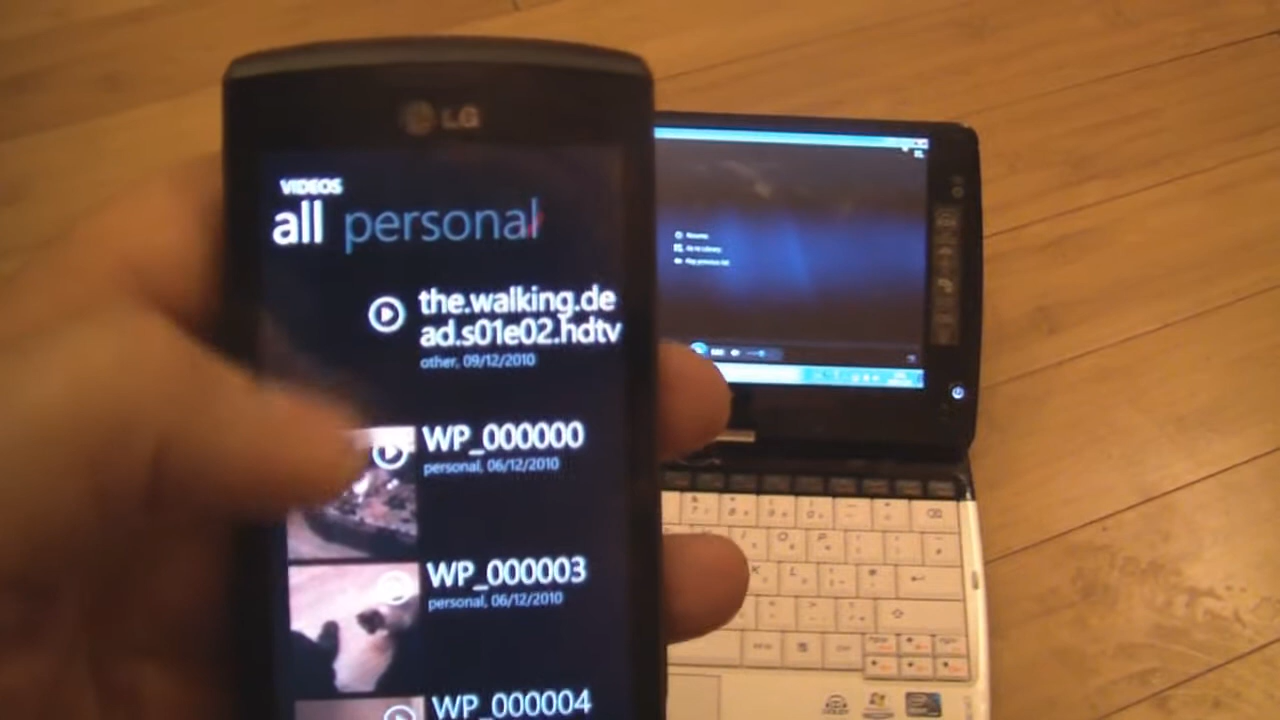 LG
VIDEOS
all personal
the.walking.de
ad.s01e02.hdtv
other, 09/12/2010
WP_000000
personal, 06/12/2010
WP_000003
personal, 06/12/2010
WP_000004